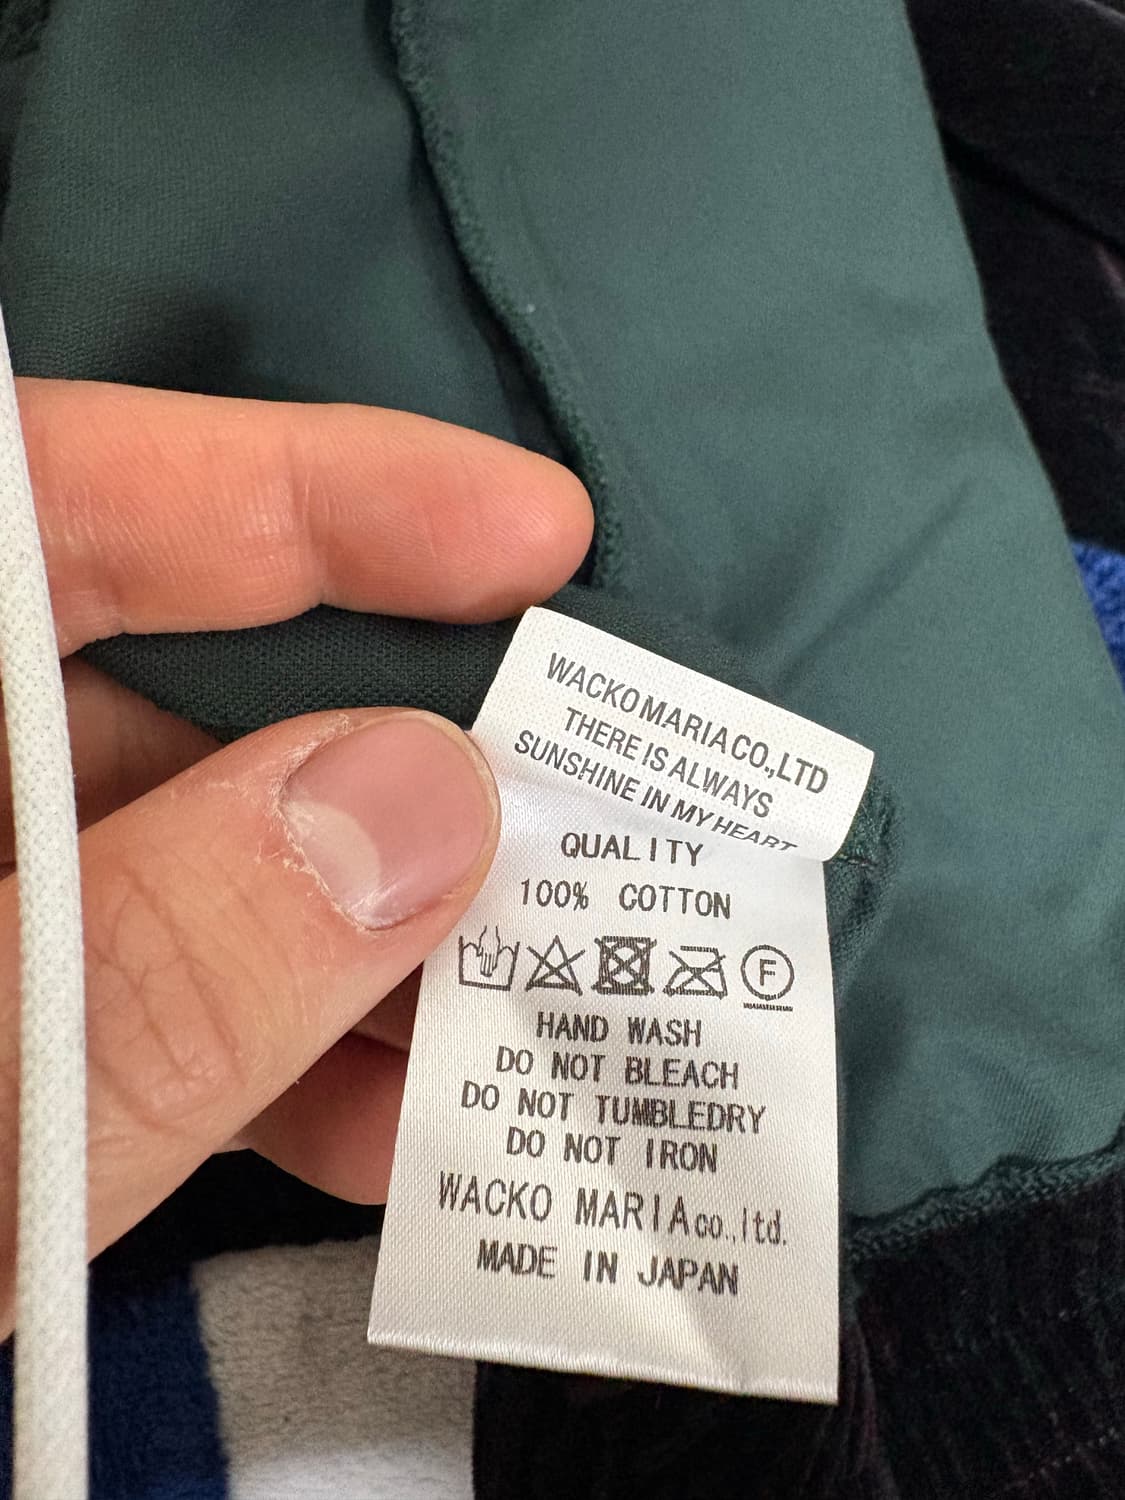 WACKO MARIA CO.,LTD
THERE IS ALWAYS
SUNSHINE IN MY HEART
QUALITY
100% COTTON
F
HAND WASH
DO NOT BLEACH
DO NOT TUMBLEDRY
DO NOT IRON
WACKO MARIA co.,ltd.
MADE IN JAPAN